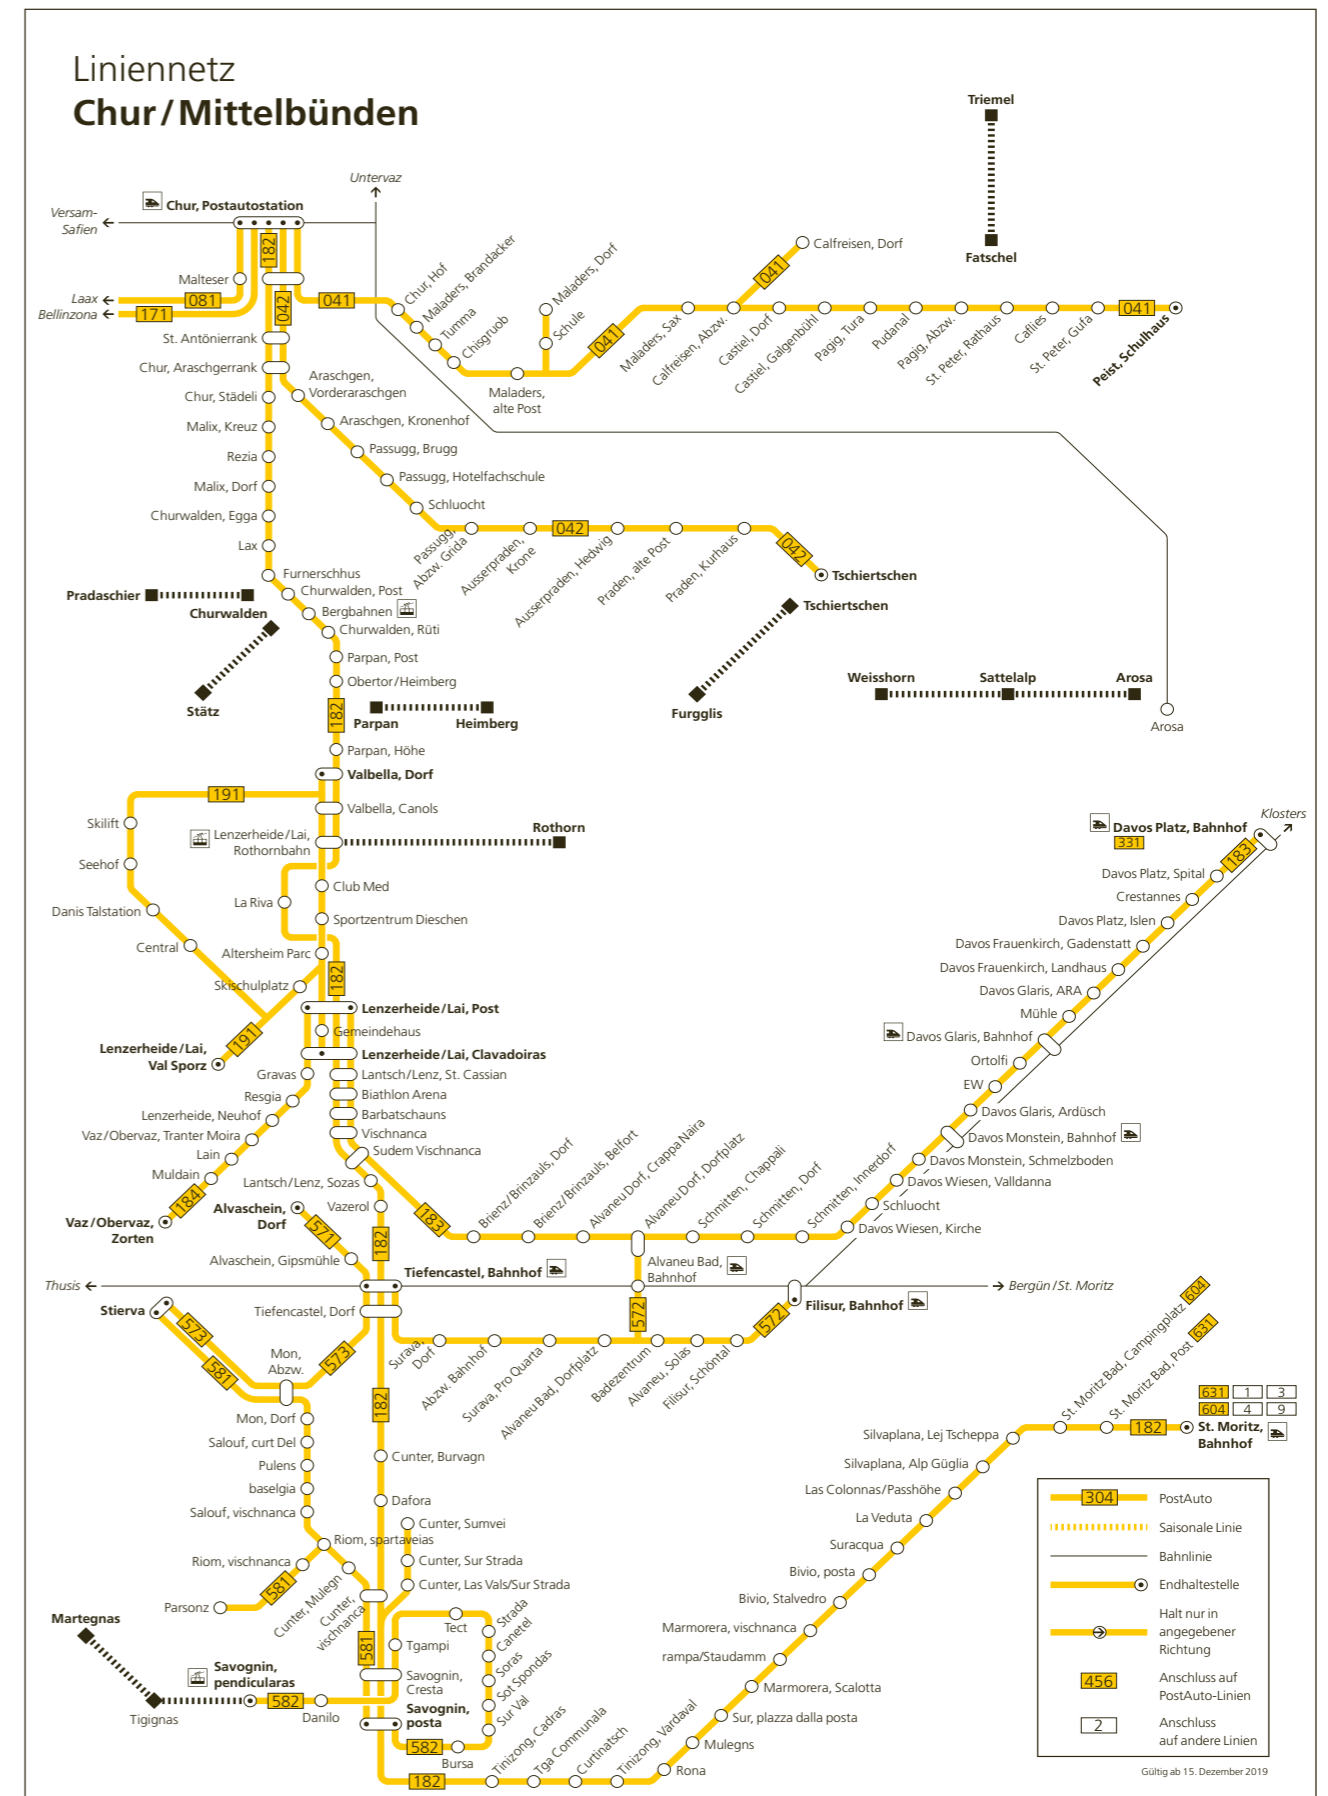 Liniennetz
Chur / Mittelbünden
Triemel
Fatschel
Untervaz
Versam-
Safien
Chur, Postautostation
182
Malteser
Laax
081
Bellinzona
171
042
041
Chur, Hof
Maladers, Brandacker
Tumma
Chisgruob
Maladers,
alte Post
Maladers, Dorf
Schule
041
Maladers, Sax
Calfreisen, Abzw.
041
Calfreisen, Dorf
Castiel, Dorf
Castiel, Galgenbühl
Pagig, Tura
Pudanal
Pagig, Abzw.
St. Peter, Rathaus
Caflies
St. Peter, Gufa
041
Peist, Schulhaus
St. Antönierrank
Chur, Araschgerrank
Chur, Städeli
Malix, Kreuz
Rezia
Malix, Dorf
Churwalden, Egga
Lax
Furnerschhus
Churwalden, Post
Bergbahnen
Churwalden, Rüti
Parpan, Post
Obertor/Heimberg
182
Parpan, Höhe
Araschgen,
Vorderaraschgen
Araschgen, Kronenhof
Passugg, Brugg
Passugg, Hotelfachschule
Schluocht
Passugg,
Abzw. Grida
Ausserpraden,
Krone
042
Ausserpraden, Hedwig
Praden, alte Post
Praden, Kurhaus
042
Tschiertschen
Tschiertschen
Furgglis
Pradaschier
Churwalden
Stätz
Parpan
Heimberg
Weisshorn
Sattelalp
Arosa
Arosa
Valbella, Dorf
191
Valbella, Canols
Skilift
Lenzerheide/Lai,
Rothornbahn
Rothorn
Seehof
Club Med
La Riva
Danis Talstation
Sportzentrum Dieschen
Central
Altersheim Parc
Skischulplatz
182
Lenzerheide/Lai, Post
Gemeindehaus
191
Lenzerheide/Lai,
Val Sporz
Lenzerheide/Lai, Clavadoiras
Gravas
Lantsch/Lenz, St. Cassian
Resgia
Biathlon Arena
Lenzerheide, Neuhof
Barbatschauns
Vaz/Obervaz, Tranter Moira
Vischnanca
Lain
Sudem Vischnanca
Muldain
Lantsch/Lenz, Sozas
184
Vaz/Obervaz,
Zorten
Alvaschein,
Dorf
Vazerol
571
182
183
Alvaschein, Gipsmühle
Brienz/Brinzauls, Dorf
Brienz/Brinzauls, Belfort
Alvaneu Dorf, Crappa Naira
Alvaneu Dorf, Dorfplatz
Schmitten, Chappali
Schmitten, Dorf
Schmitten, Innerdorf
Davos Wiesen, Kirche
Schluocht
Davos Wiesen, Valldanna
Davos Monstein, Schmelzboden
Davos Monstein, Bahnhof
Davos Glaris, Ardüsch
EW
Ortolfi
Davos Glaris, Bahnhof
Mühle
Davos Glaris, ARA
Davos Frauenkirch, Landhaus
Davos Frauenkirch, Gadenstatt
Davos Platz, Islen
Crestannes
Davos Platz, Spital
183
Davos Platz, Bahnhof
331
Klosters
Thusis
Tiefencastel, Bahnhof
Alvaneu Bad,
Bahnhof
Bergün/St. Moritz
Filisur, Bahnhof
Stierva
Tiefencastel, Dorf
572
572
573
581
573
Mon,
Abzw.
Surava,
Dorf
Abzw. Bahnhof
Surava, Pro Quarta
Alvaneu Bad, Dorfplatz
Badezentrum
Alvaneu, Solas
Filisur, Schöntal
182
Mon, Dorf
Salouf, curt Del
Pulens
baselgia
Salouf, vischnanca
Riom, spartaveias
Riom, vischnanca
581
Parsonz
Cunter, Mulegn
Cunter,
vischnanca
Cunter, Burvagn
Dafora
Cunter, Sumvei
Cunter, Sur Strada
Cunter, Las Vals/Sur Strada
581
Martegnas
Tigignas
Savognin,
pendicularas
582
Danilo
Tgampi
Tect
Strada
Canetel
Soras
Sot Spondas
Sur Val
Savognin,
Cresta
Savognin,
posta
582
Bursa
182
Tinizong, Cadras
Tga Communala
Curtinatsch
Tinizong, Vardaval
Rona
Mulegns
Sur, plazza dalla posta
Marmorera, Scalotta
rampa/Staudamm
Marmorera, vischnanca
Bivio, Stalvedro
Bivio, posta
Suracqua
La Veduta
Las Colonnas/Passhöhe
Silvaplana, Alp Güglia
Silvaplana, Lej Tscheppa
St. Moritz Bad, Campingplatz
604
St. Moritz Bad, Post
631
182
631 1 3
604 4 9
St. Moritz,
Bahnhof
304 PostAuto
Saisonale Linie
Bahnlinie
Endhaltestelle
Halt nur in
angegebener
Richtung
456 Anschluss auf
PostAuto-Linien
2 Anschluss
auf andere Linien
Gültig ab 15. Dezember 2019